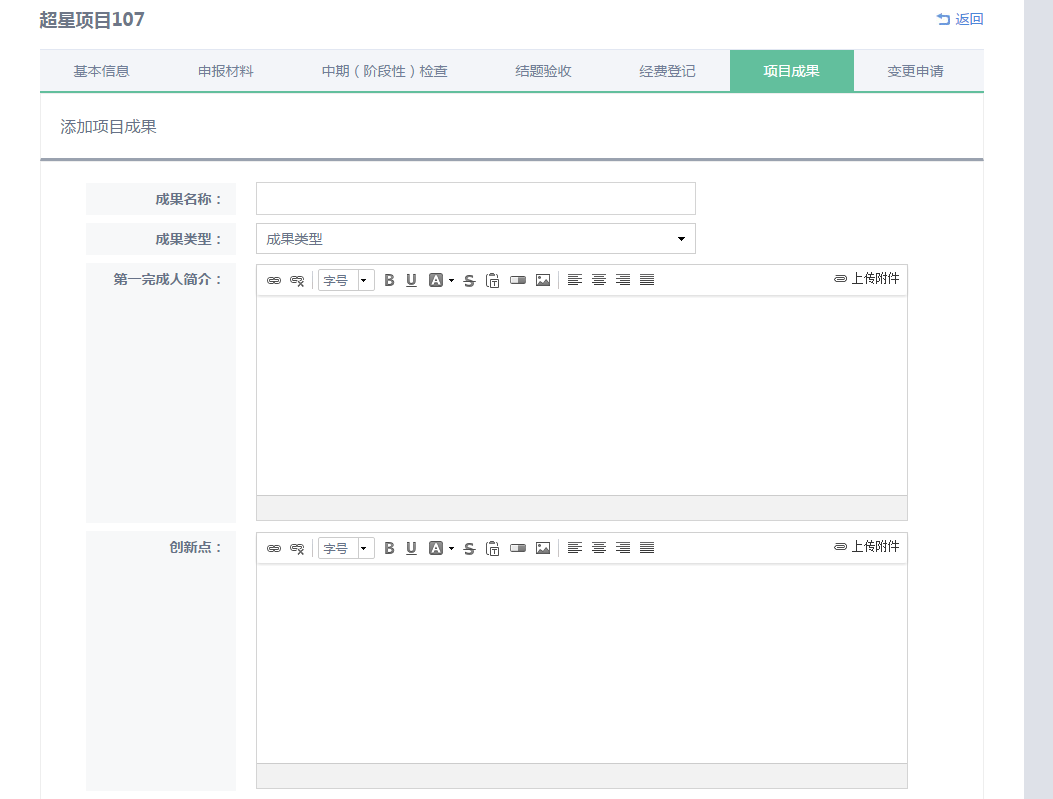 超星项目107 返回
基本信息 申报材料 中期（阶段性）检查 结题验收 经费登记 项目成果 变更申请
添加项目成果
成果名称：
成果类型： 成果类型
第一完成人简介： 字号 B U A S 上传附件
创新点： 字号 B U A S 上传附件